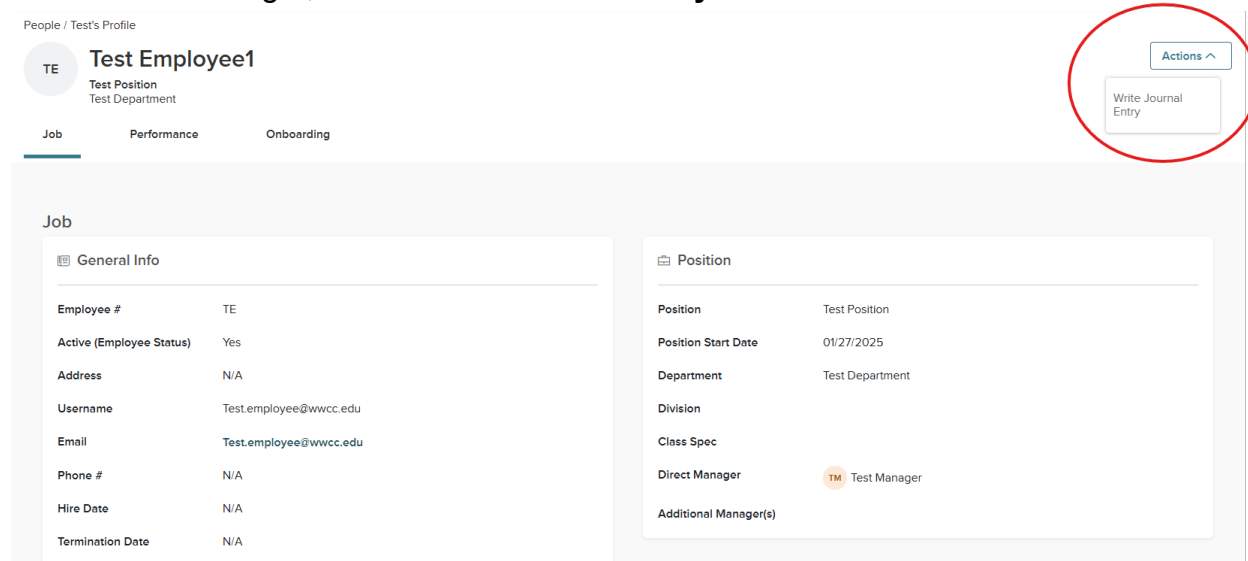 People / Test's Profile
TE
Test Employee1
Test Position
Test Department
Actions
Write Journal
Entry
Job Performance Onboarding
Job
General Info
Employee # TE
Active (Employee Status) Yes
Address N/A
Username Test.employee@wwcc.edu
Email Test.employee@wwcc.edu
Phone # N/A
Hire Date N/A
Termination Date N/A
Position
Position Test Position
Position Start Date 01/27/2025
Department Test Department
Division
Class Spec
Direct Manager TM Test Manager
Additional Manager(s)